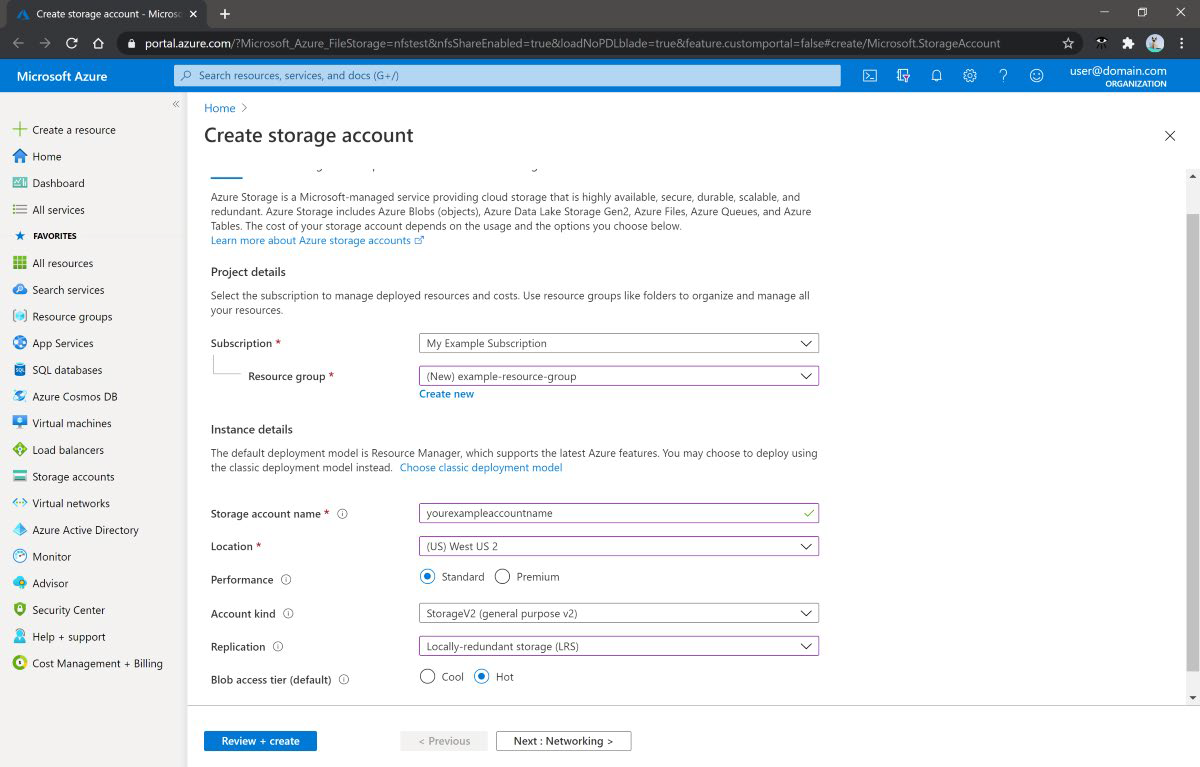 Create storage account - Microso
portal.azure.com/?Microsoft_Azure_FileStorage=nfstest&nfsShareEnabled=true&loadNoPDLblade=true&feature.customportal=false#create/Microsoft.StorageAccount
Microsoft Azure
Search resources, services, and docs (G+/)
user@domain.com
ORGANIZATION
Create a resource
Home
Dashboard
All services
FAVORITES
All resources
Search services
Resource groups
App Services
SQL databases
Azure Cosmos DB
Virtual machines
Load balancers
Storage accounts
Virtual networks
Azure Active Directory
Monitor
Advisor
Security Center
Help + support
Cost Management + Billing
Home >
Create storage account
Azure Storage is a Microsoft-managed service providing cloud storage that is highly available, secure, durable, scalable, and
redundant. Azure Storage includes Azure Blobs (objects), Azure Data Lake Storage Gen2, Azure Files, Azure Queues, and Azure
Tables. The cost of your storage account depends on the usage and the options you choose below.
Learn more about Azure storage accounts
Project details
Select the subscription to manage deployed resources and costs. Use resource groups like folders to organize and manage all
your resources.
Subscription *
My Example Subscription
Resource group *
(New) example-resource-group
Create new
Instance details
The default deployment model is Resource Manager, which supports the latest Azure features. You may choose to deploy using
the classic deployment model instead. Choose classic deployment model
Storage account name *
yourexampleaccountname
Location *
(US) West US 2
Performance
Standard Premium
Account kind
StorageV2 (general purpose v2)
Replication
Locally-redundant storage (LRS)
Blob access tier (default)
Cool Hot
Review + create
< Previous
Next : Networking >